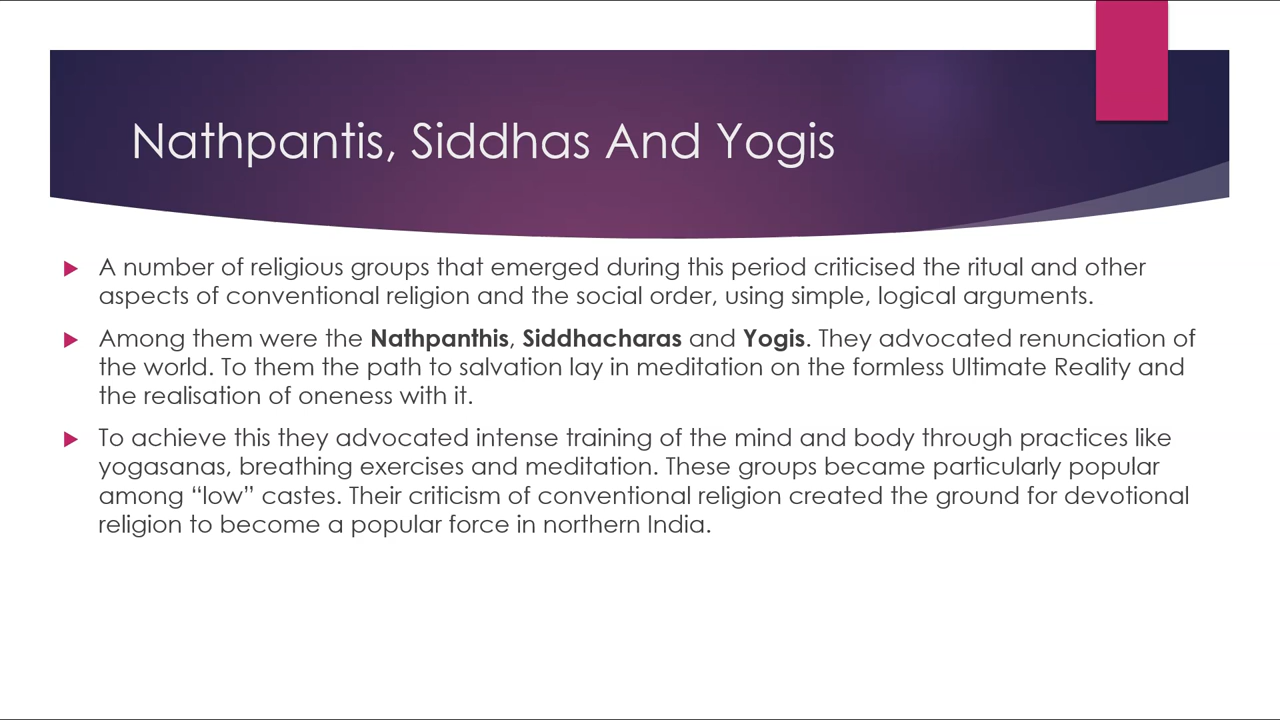 Nathpantis, Siddhas And Yogis
A number of religious groups that emerged during this period criticised the ritual and other
aspects of conventional religion and the social order, using simple, logical arguments.
Among them were the Nathpanthis, Siddhacharas and Yogis. They advocated renunciation of
the world. To them the path to salvation lay in meditation on the formless Ultimate Reality and
the realisation of oneness with it.
To achieve this they advocated intense training of the mind and body through practices like
yogasanas, breathing exercises and meditation. These groups became particularly popular
among “low” castes. Their criticism of conventional religion created the ground for devotional
religion to become a popular force in northern India.